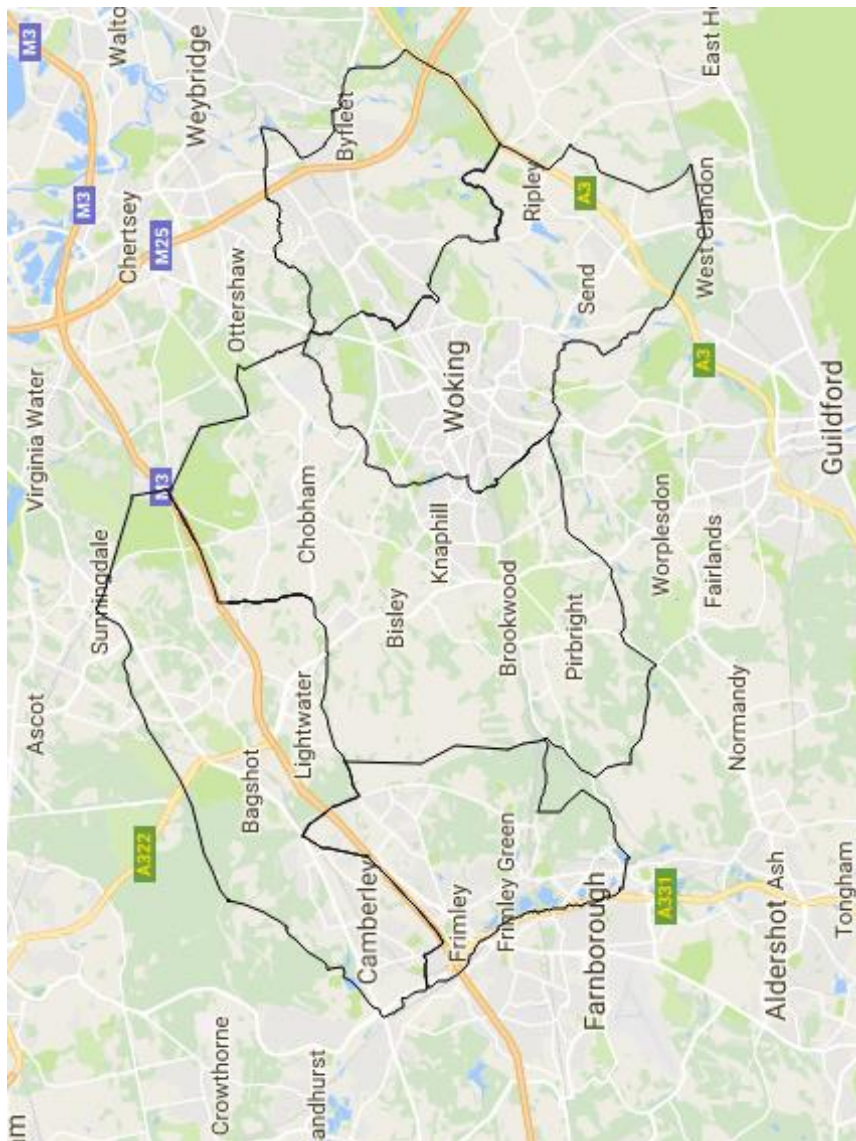 am
Ascot
Virginia Water
M3
M3
Sunningdale
Walto
Chertsey
A322
M3
M25
Weybridge
Crowthorne
Ottershaw
Bagshot
Lightwater
Chobham
andhurst
Byfleet
Camberley
Bisley
Knaphill
Woking
Frimley
Frimley Green
Brookwood
Ripley
Pirbright
Send
A3
Farnborough
Worplesdon
A331
A3
West Clandon
Fairlands
East H
Normandy
Aldershot
Ash
Guildford
Tongham